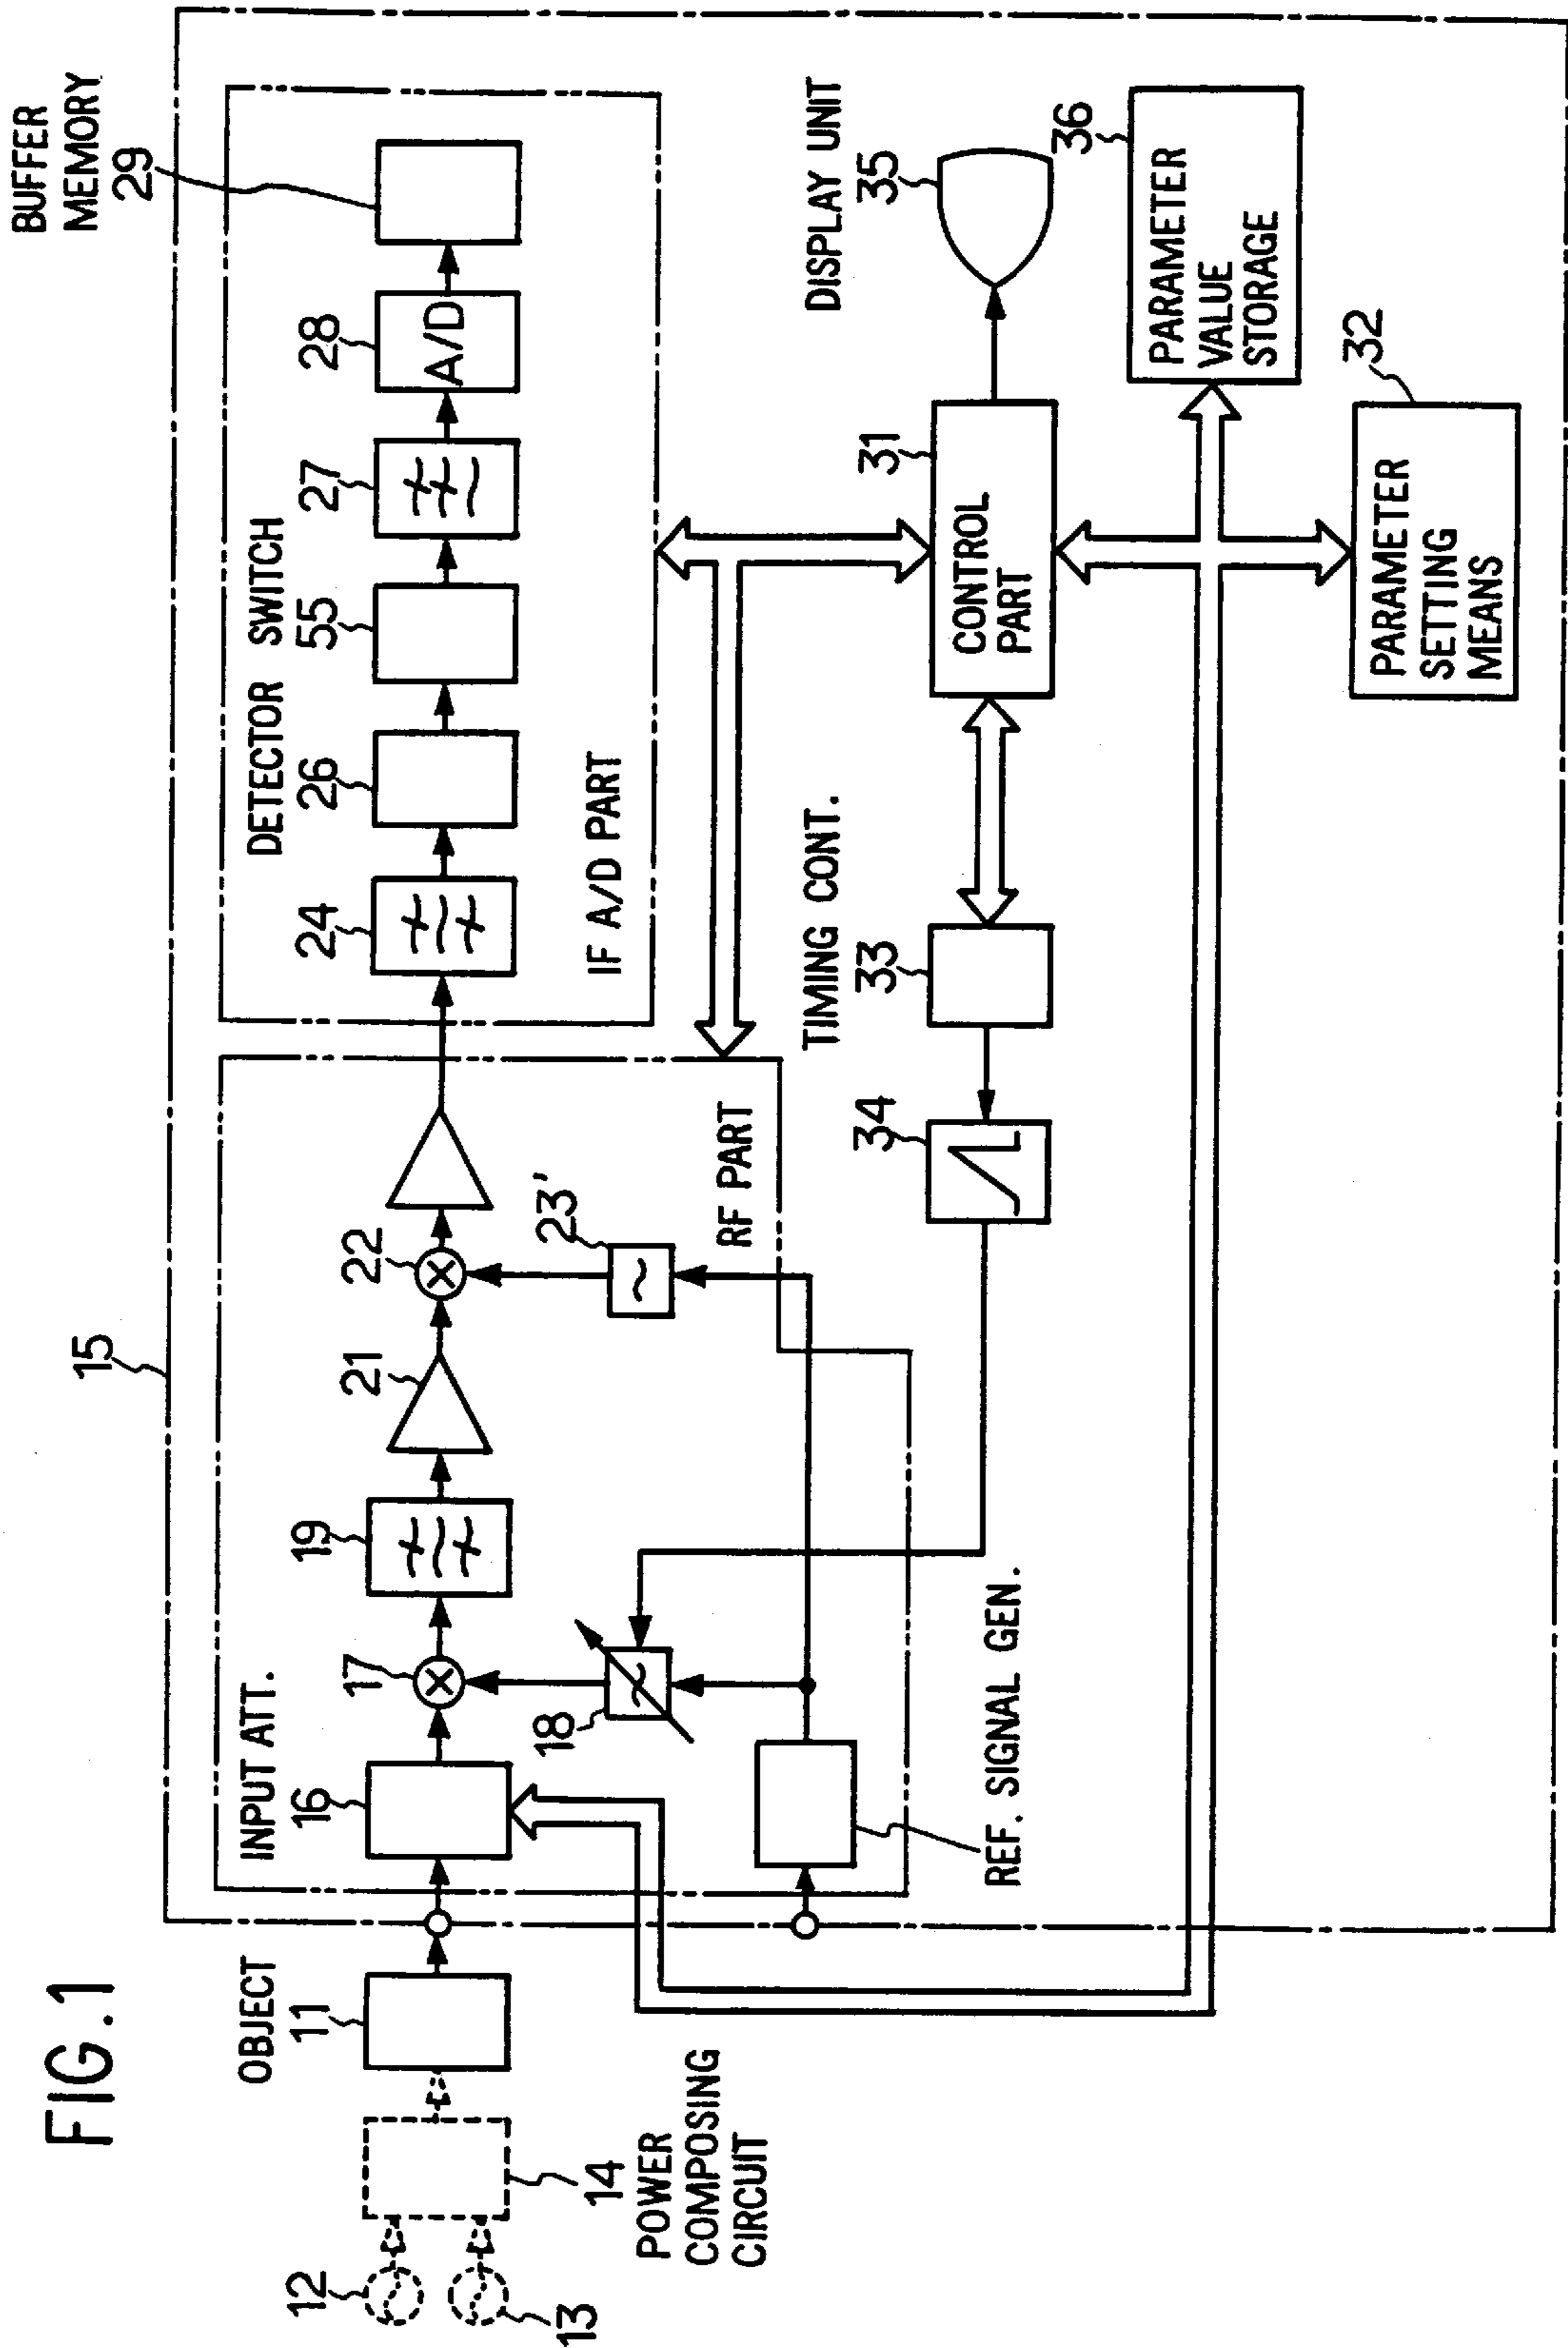 FIG.1
15
BUFFER
MEMORY
29
OBJECT
11
INPUT ATT.
16
17
19
21
22
24
DETECTOR
26
SWITCH
55
27
28
A/D
12
13
14
POWER
COMPOSING
CIRCUIT
18
23'
RF PART
IF A/D PART
REF. SIGNAL GEN.
34
TIMING CONT.
33
31
CONTROL
PART
DISPLAY UNIT
35
36
PARAMETER
VALUE
STORAGE
32
PARAMETER
SETTING
MEANS